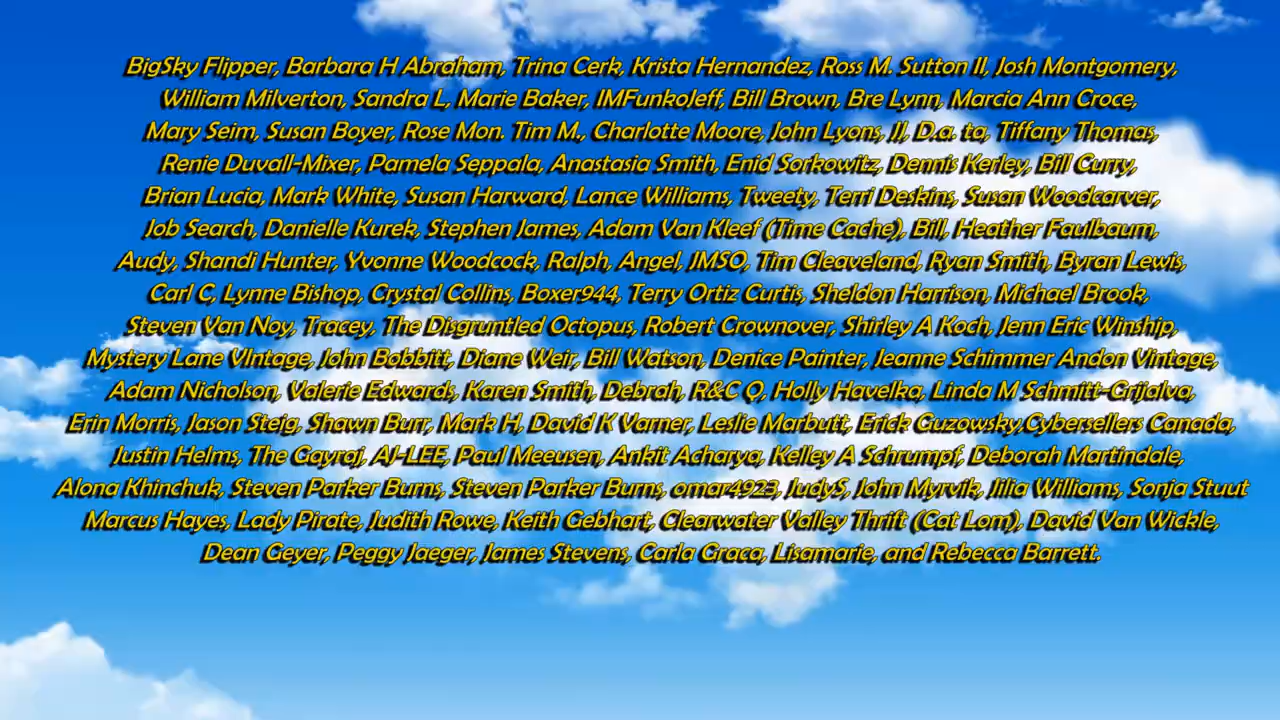 BigSky Flipper, Barbara H Abraham, Trina Cerk, Krista Hernandez, Ross M. Sutton II, Josh Montgomery,
William Milverton, Sandra L, Marie Baker, IMFunkoJeff, Bill Brown, Bre Lynn, Marcia Ann Croce,
Mary Seim, Susan Boyer, Rose Mon. Tim M., Charlotte Moore, John Lyons, JJ, D.a. ta, Tiffany Thomas,
Renie Duvall-Mixer, Pamela Seppala, Anastasia Smith, Enid Sorkowitz, Dennis Kerley, Bill Curry,
Brian Lucia, Mark White, Susan Harward, Lance Williams, Tweety, Terri Deskins, Susan Woodcarver,
Job Search, Danielle Kurek, Stephen James, Adam Van Kleef (Time Cache), Bill, Heather Faulbaum,
Audy, Shandi Hunter, Yvonne Woodcock, Ralph, Angel, JMSO, Tim Cleaveland, Ryan Smith, Byran Lewis,
Carl C, Lynne Bishop, Crystal Collins, Boxer944, Terry Ortiz Curtis, Sheldon Harrison, Michael Brook,
Steven Van Noy, Tracey, The Disgruntled Octopus, Robert Crownover, Shirley A Koch, Jenn Eric Winship,
Mystery Lane VIntage, John Bobbitt, Diane Weir, Bill Watson, Denice Painter, Jeanne Schimmer Andon Vintage,
Adam Nicholson, Valerie Edwards, Karen Smith, Debrah, R&C Q, Holly Havelka, Linda M Schmitt-Grijalva,
Erin Morris, Jason Steig, Shawn Burr, Mark H, David K Varner, Leslie Marbutt, Erick Guzowsky,Cybersellers Canada,
Justin Helms, The Gayraj, AJ-LEE, Paul Meeusen, Ankit Acharya, Kelley A Schrumpf, Deborah Martindale,
Alona Khinchuk, Steven Parker Burns, Steven Parker Burns, omar4923, JudyS, John Myrvik, Jilia Williams, Sonja Stuut
Marcus Hayes, Lady Pirate, Judith Rowe, Keith Gebhart, Clearwater Valley Thrift (Cat Lom), David Van Wickle,
Dean Geyer, Peggy Jaeger, James Stevens, Carla Graca, Lisamarie, and Rebecca Barrett.